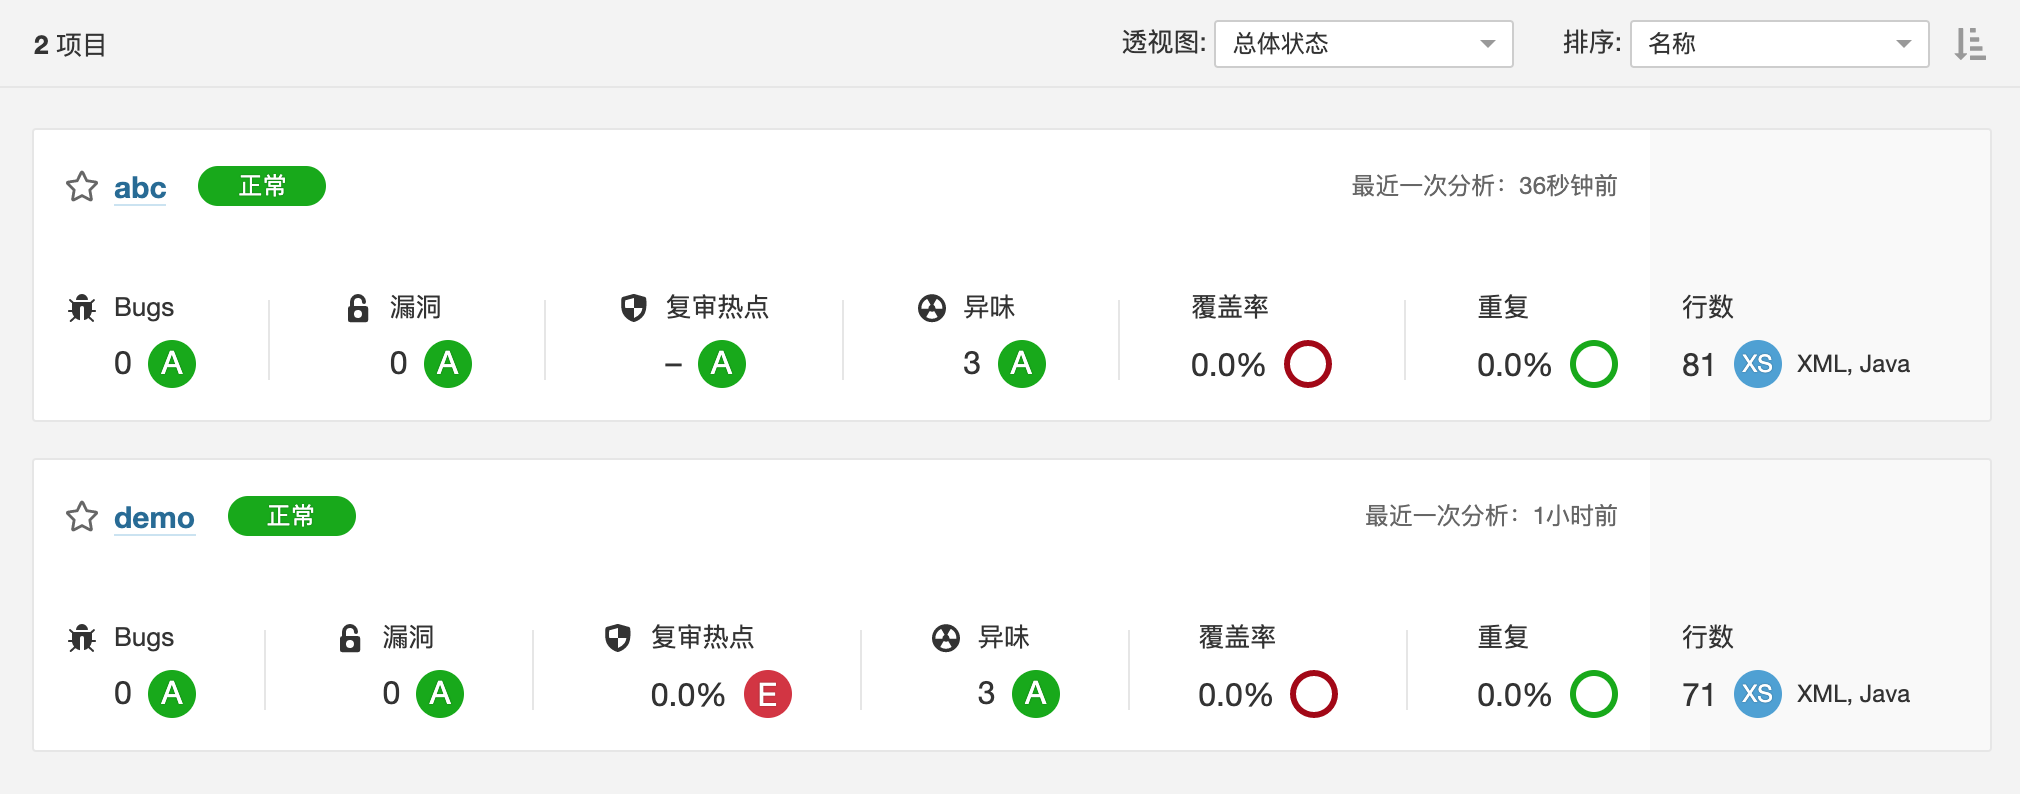 2 项目 透视图: 总体状态 排序: 名称
abc 正常 最近一次分析：36秒钟前
Bugs 漏洞 复审热点 异味 覆盖率 重复 行数
0 A 0 A – A 3 A 0.0% 0.0% 81 XS XML, Java
demo 正常 最近一次分析：1小时前
Bugs 漏洞 复审热点 异味 覆盖率 重复 行数
0 A 0 A 0.0% E 3 A 0.0% 0.0% 71 XS XML, Java